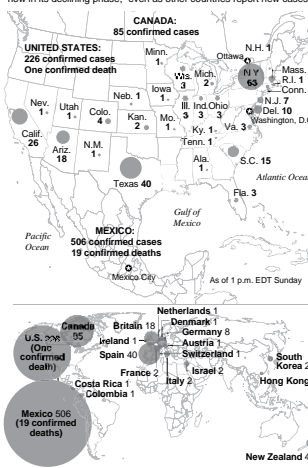 now in its declining phase," even as other countries report new cases
CANADA:
85 confirmed cases
UNITED STATES:
226 confirmed cases
One confirmed death
Minn.
1
Ottawa
N.H. 1
Wis.
3
Mich.
2
N Y
63
Mass.
R.I. 1
Conn.
N.J. 7
Del. 10
Washington, D.C
Nev.
1
Utah
1
Colo.
4
Neb. 1
Iowa
1
Ill.
3
Ind.
3
Ohio
3
Calif.
26
Ariz.
18
N.M.
1
Kan.
2
Mo.
1
Ky. 1
Tenn. 1
Va. 3
Ala.
1
S.C. 15
Texas 40
Atlantic Ocean
Fla. 3
Gulf of
Mexico
Pacific
Ocean
MEXICO:
506 confirmed cases
19 confirmed deaths
Mexico City
As of 1 p.m. EDT Sunday
Netherlands 1
Denmark 1
Germany 8
Austria 1
Switzerland 1
Britain 18
Ireland 1
Spain 40
France 2
Italy 2
Israel 2
Canada
85
U.S. 226
(One
confirmed
death)
Costa Rica 1
Colombia 1
South
Korea 2
Hong Kong
Mexico 506
(19 confirmed
deaths)
New Zealand 4